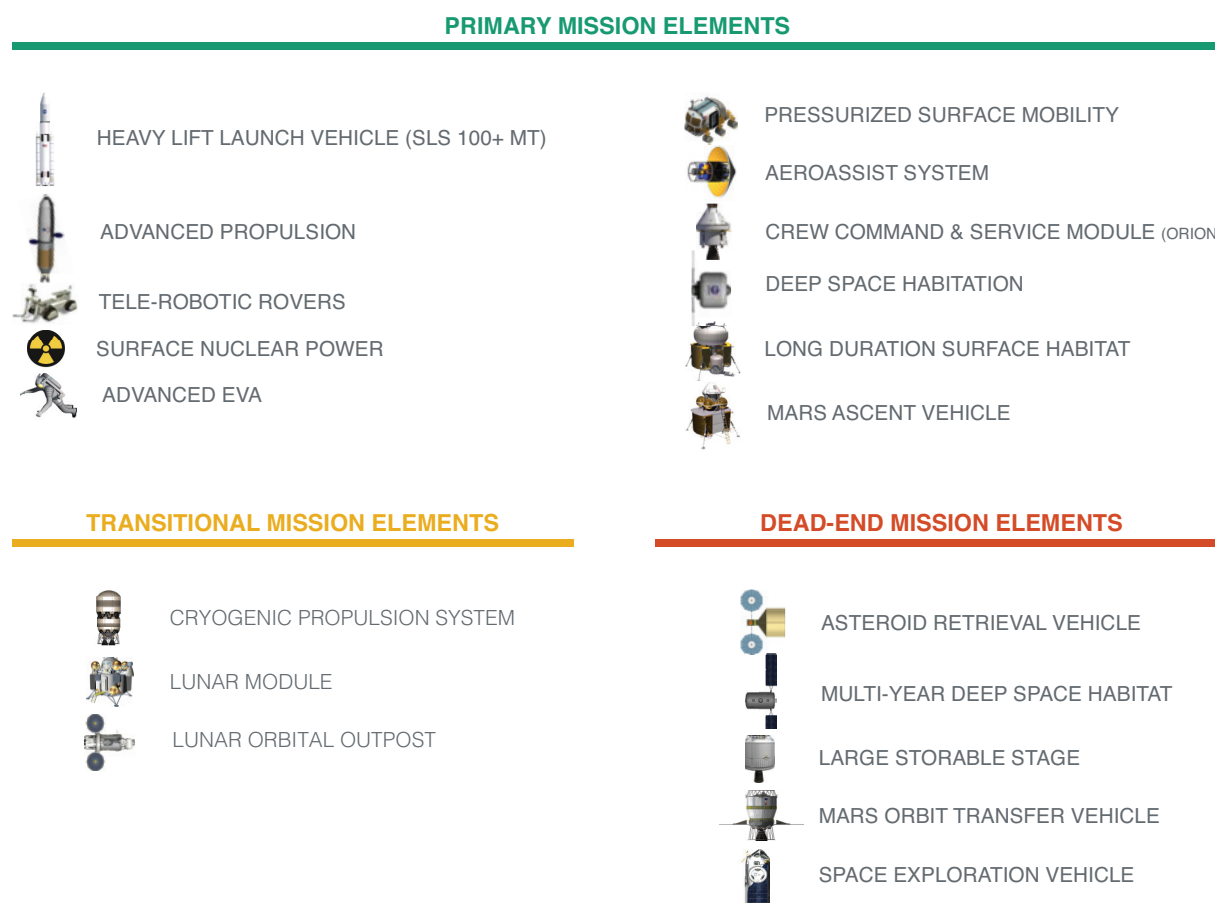 PRIMARY MISSION ELEMENTS
HEAVY LIFT LAUNCH VEHICLE (SLS 100+ MT)
ADVANCED PROPULSION
TELE-ROBOTIC ROVERS
SURFACE NUCLEAR POWER
ADVANCED EVA
PRESSURIZED SURFACE MOBILITY
AEROASSIST SYSTEM
CREW COMMAND & SERVICE MODULE (ORION
DEEP SPACE HABITATION
LONG DURATION SURFACE HABITAT
MARS ASCENT VEHICLE
TRANSITIONAL MISSION ELEMENTS
CRYOGENIC PROPULSION SYSTEM
LUNAR MODULE
LUNAR ORBITAL OUTPOST
DEAD-END MISSION ELEMENTS
ASTEROID RETRIEVAL VEHICLE
MULTI-YEAR DEEP SPACE HABITAT
LARGE STORABLE STAGE
MARS ORBIT TRANSFER VEHICLE
SPACE EXPLORATION VEHICLE